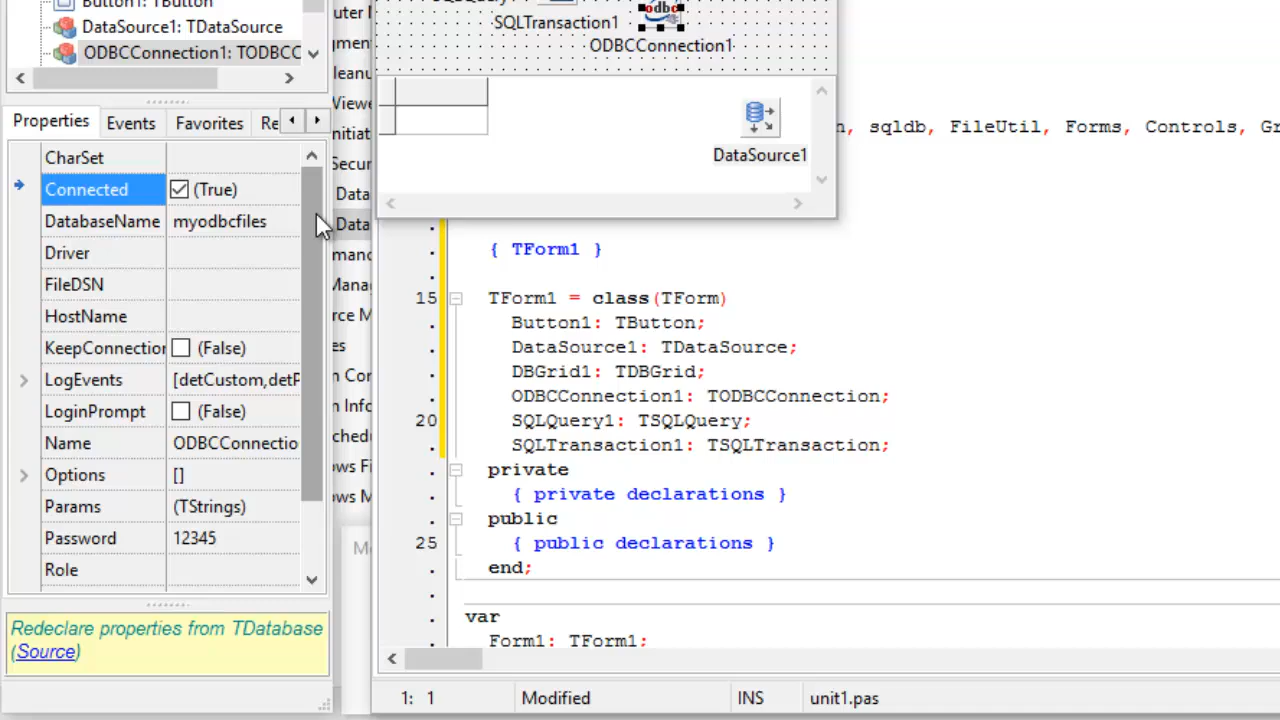 Button1: TButton
DataSource1: TDataSource
ODBCConnection1: TODBCC
Properties
Events
Favorites
Re
CharSet
Connected (True)
DatabaseName myodbcfiles
Driver
FileDSN
HostName
KeepConnection (False)
LogEvents [detCustom,detP
LoginPrompt (False)
Name ODBCConnectio
Options []
Params (TStrings)
Password 12345
Role
Redeclare properties from TDatabase
(Source)
SQLTransaction1
odbc
ODBCConnection1
DataSource1
, sqldb, FileUtil, Forms, Controls, Gr
{ TForm1 }
15 TForm1 = class(TForm)
Button1: TButton;
DataSource1: TDataSource;
DBGrid1: TDBGrid;
ODBCConnection1: TODBCConnection;
20 SQLQuery1: TSQLQuery;
SQLTransaction1: TSQLTransaction;
private
{ private declarations }
public
25 { public declarations }
end;
var
Form1: TForm1;
1: 1 Modified INS unit1.pas